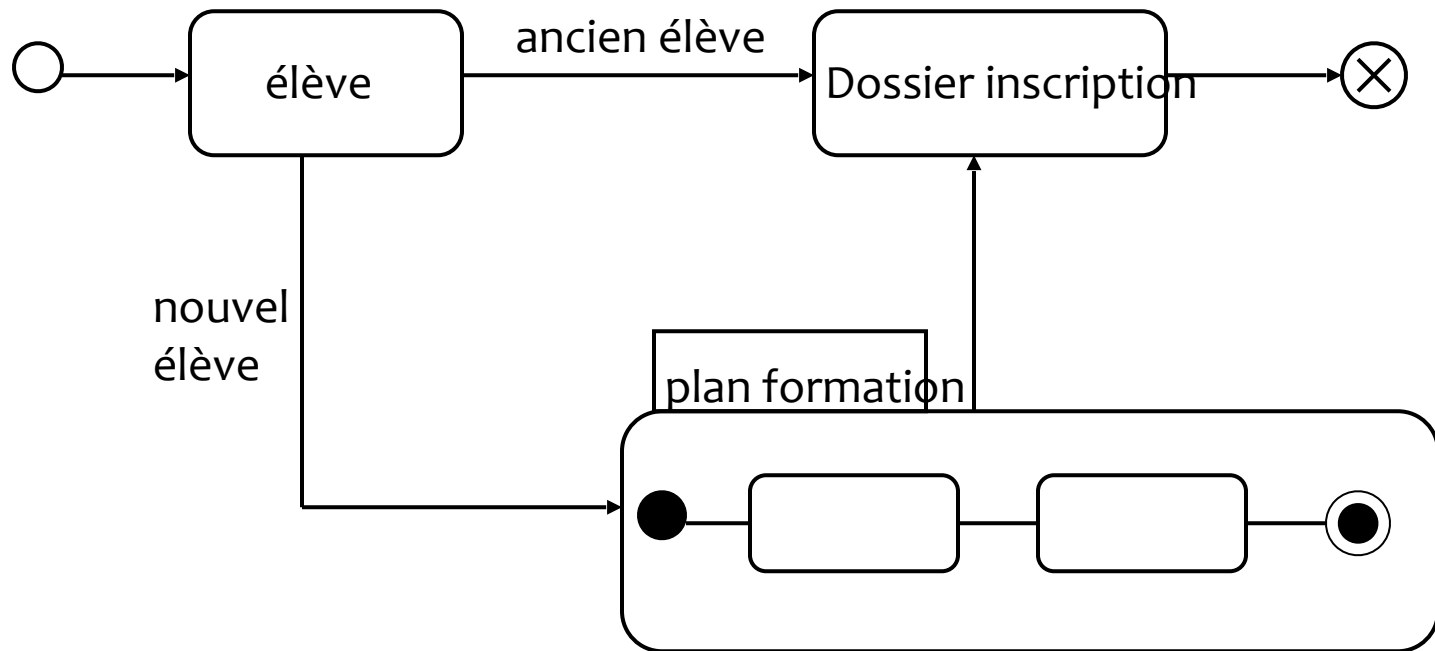 ancien élève
élève
Dossier inscription
nouvel
élève
plan formation